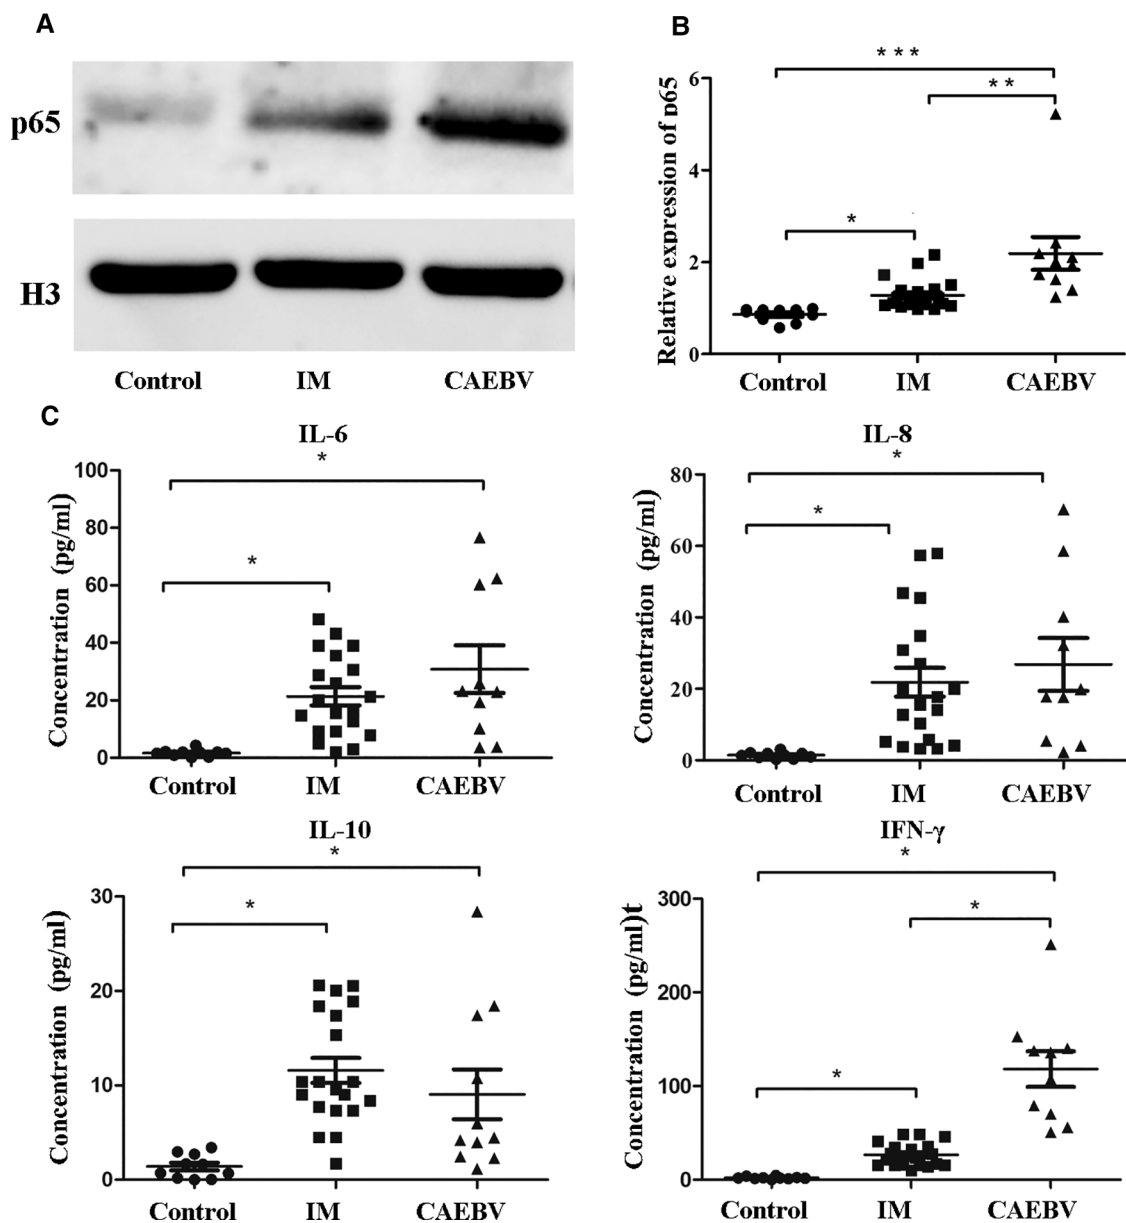 A
p65
H3
Control IM CAEBV
B
* * *
* *
*
Relative expression of p65
6
4
2
0
Control IM CAEBV
C
IL-6
*
*
Concentration (pg/ml)
100
80
60
40
20
0
Control IM CAEBV
IL-8
*
*
Concentration (pg/ml)
80
60
40
20
0
Control IM CAEBV
IL-10
*
*
Concentration (pg/ml)
30
20
10
0
Control IM CAEBV
IFN-γ
*
*
*
Concentration (pg/ml)t
300
200
100
0
Control IM CAEBV